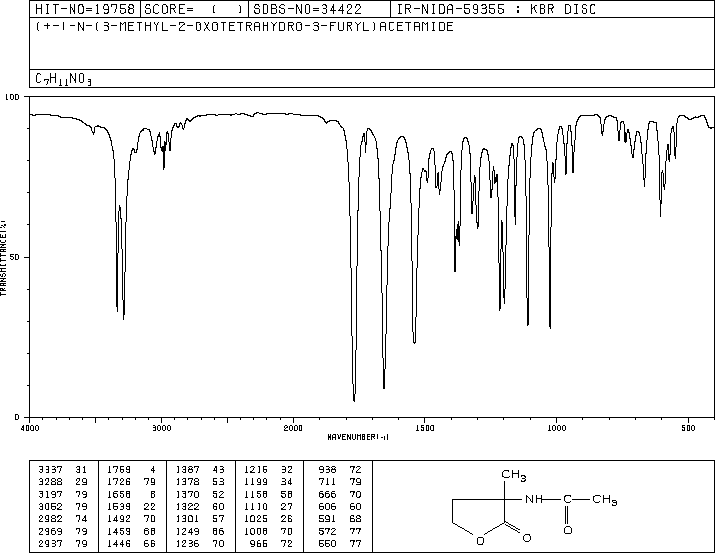 HIT-NO=19758 SCORE= ( ) SDBS-NO=34422 IR-NIDA-59355 : KBR DISC
(+-)-N-(3-METHYL-2-OXOTETRAHYDRO-3-FURYL)ACETAMIDE
C₇H₁₁NO₃
100
50
0
TRANSMITTANCE(%)
4000 3000 2000 1500 1000 500
WAVENUMBER(-1)
3337 31 1769 4 1387 43 1216 32 938 72
3288 29 1726 79 1378 53 1199 34 711 79
3197 79 1658 8 1370 52 1158 58 666 70
3052 79 1539 22 1322 60 1110 27 606 60
2982 74 1492 70 1301 57 1025 26 591 68
2969 79 1459 68 1249 66 1008 70 572 77
2937 79 1446 66 1236 70 966 72 550 77
CH₃
NH C CH₃
O O O